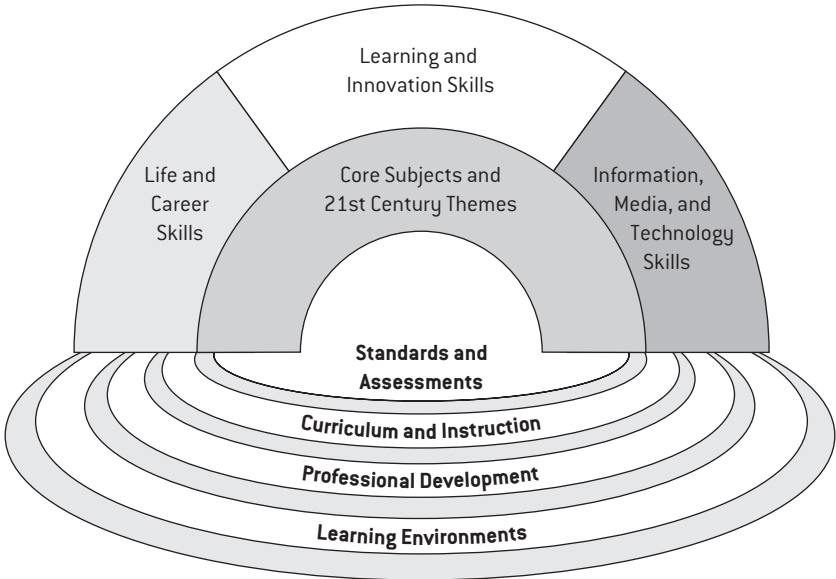 Learning and
Innovation Skills
Life and
Career
Skills
Core Subjects and
21st Century Themes
Information,
Media, and
Technology
Skills
Standards and
Assessments
Curriculum and Instruction
Professional Development
Learning Environments